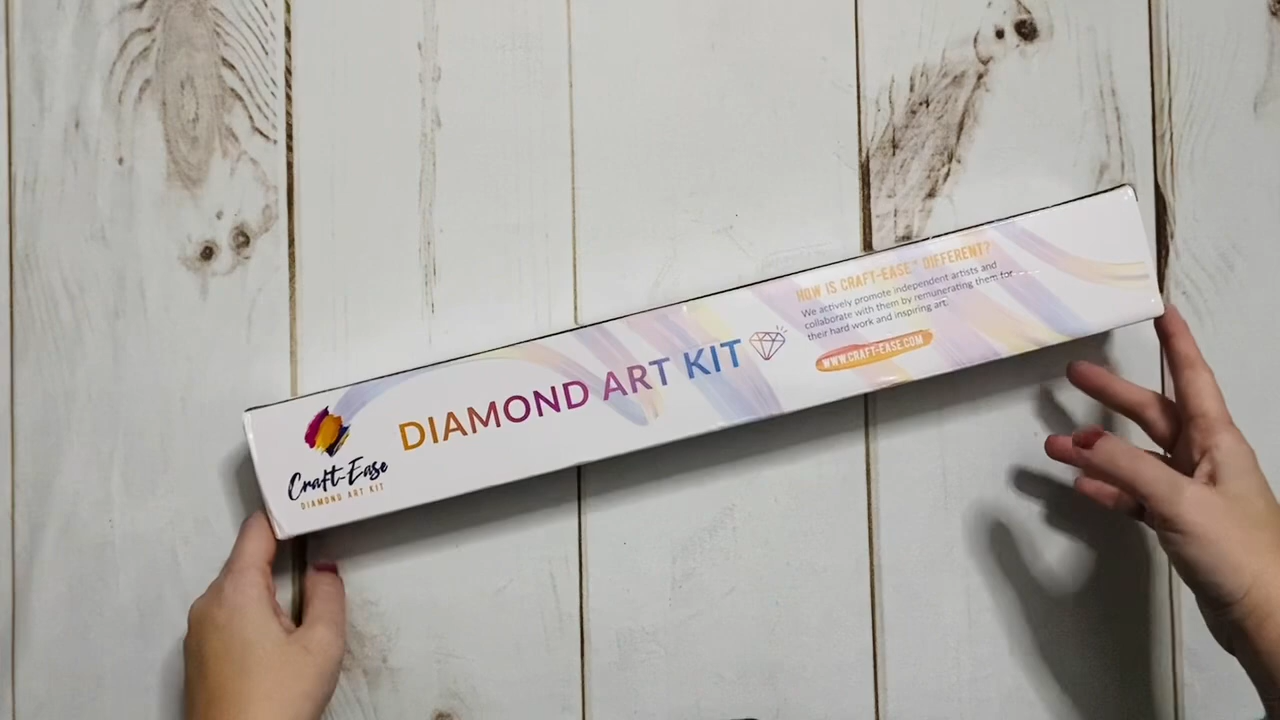 Craft-Ease
DIAMOND ART KIT
DIAMOND ART KIT
HOW IS CRAFT-EASE™ DIFFERENT?
We actively promote independent artists and
collaborate with them by remunerating them for
their hard work and inspiring art.
WWW.CRAFT-EASE.COM